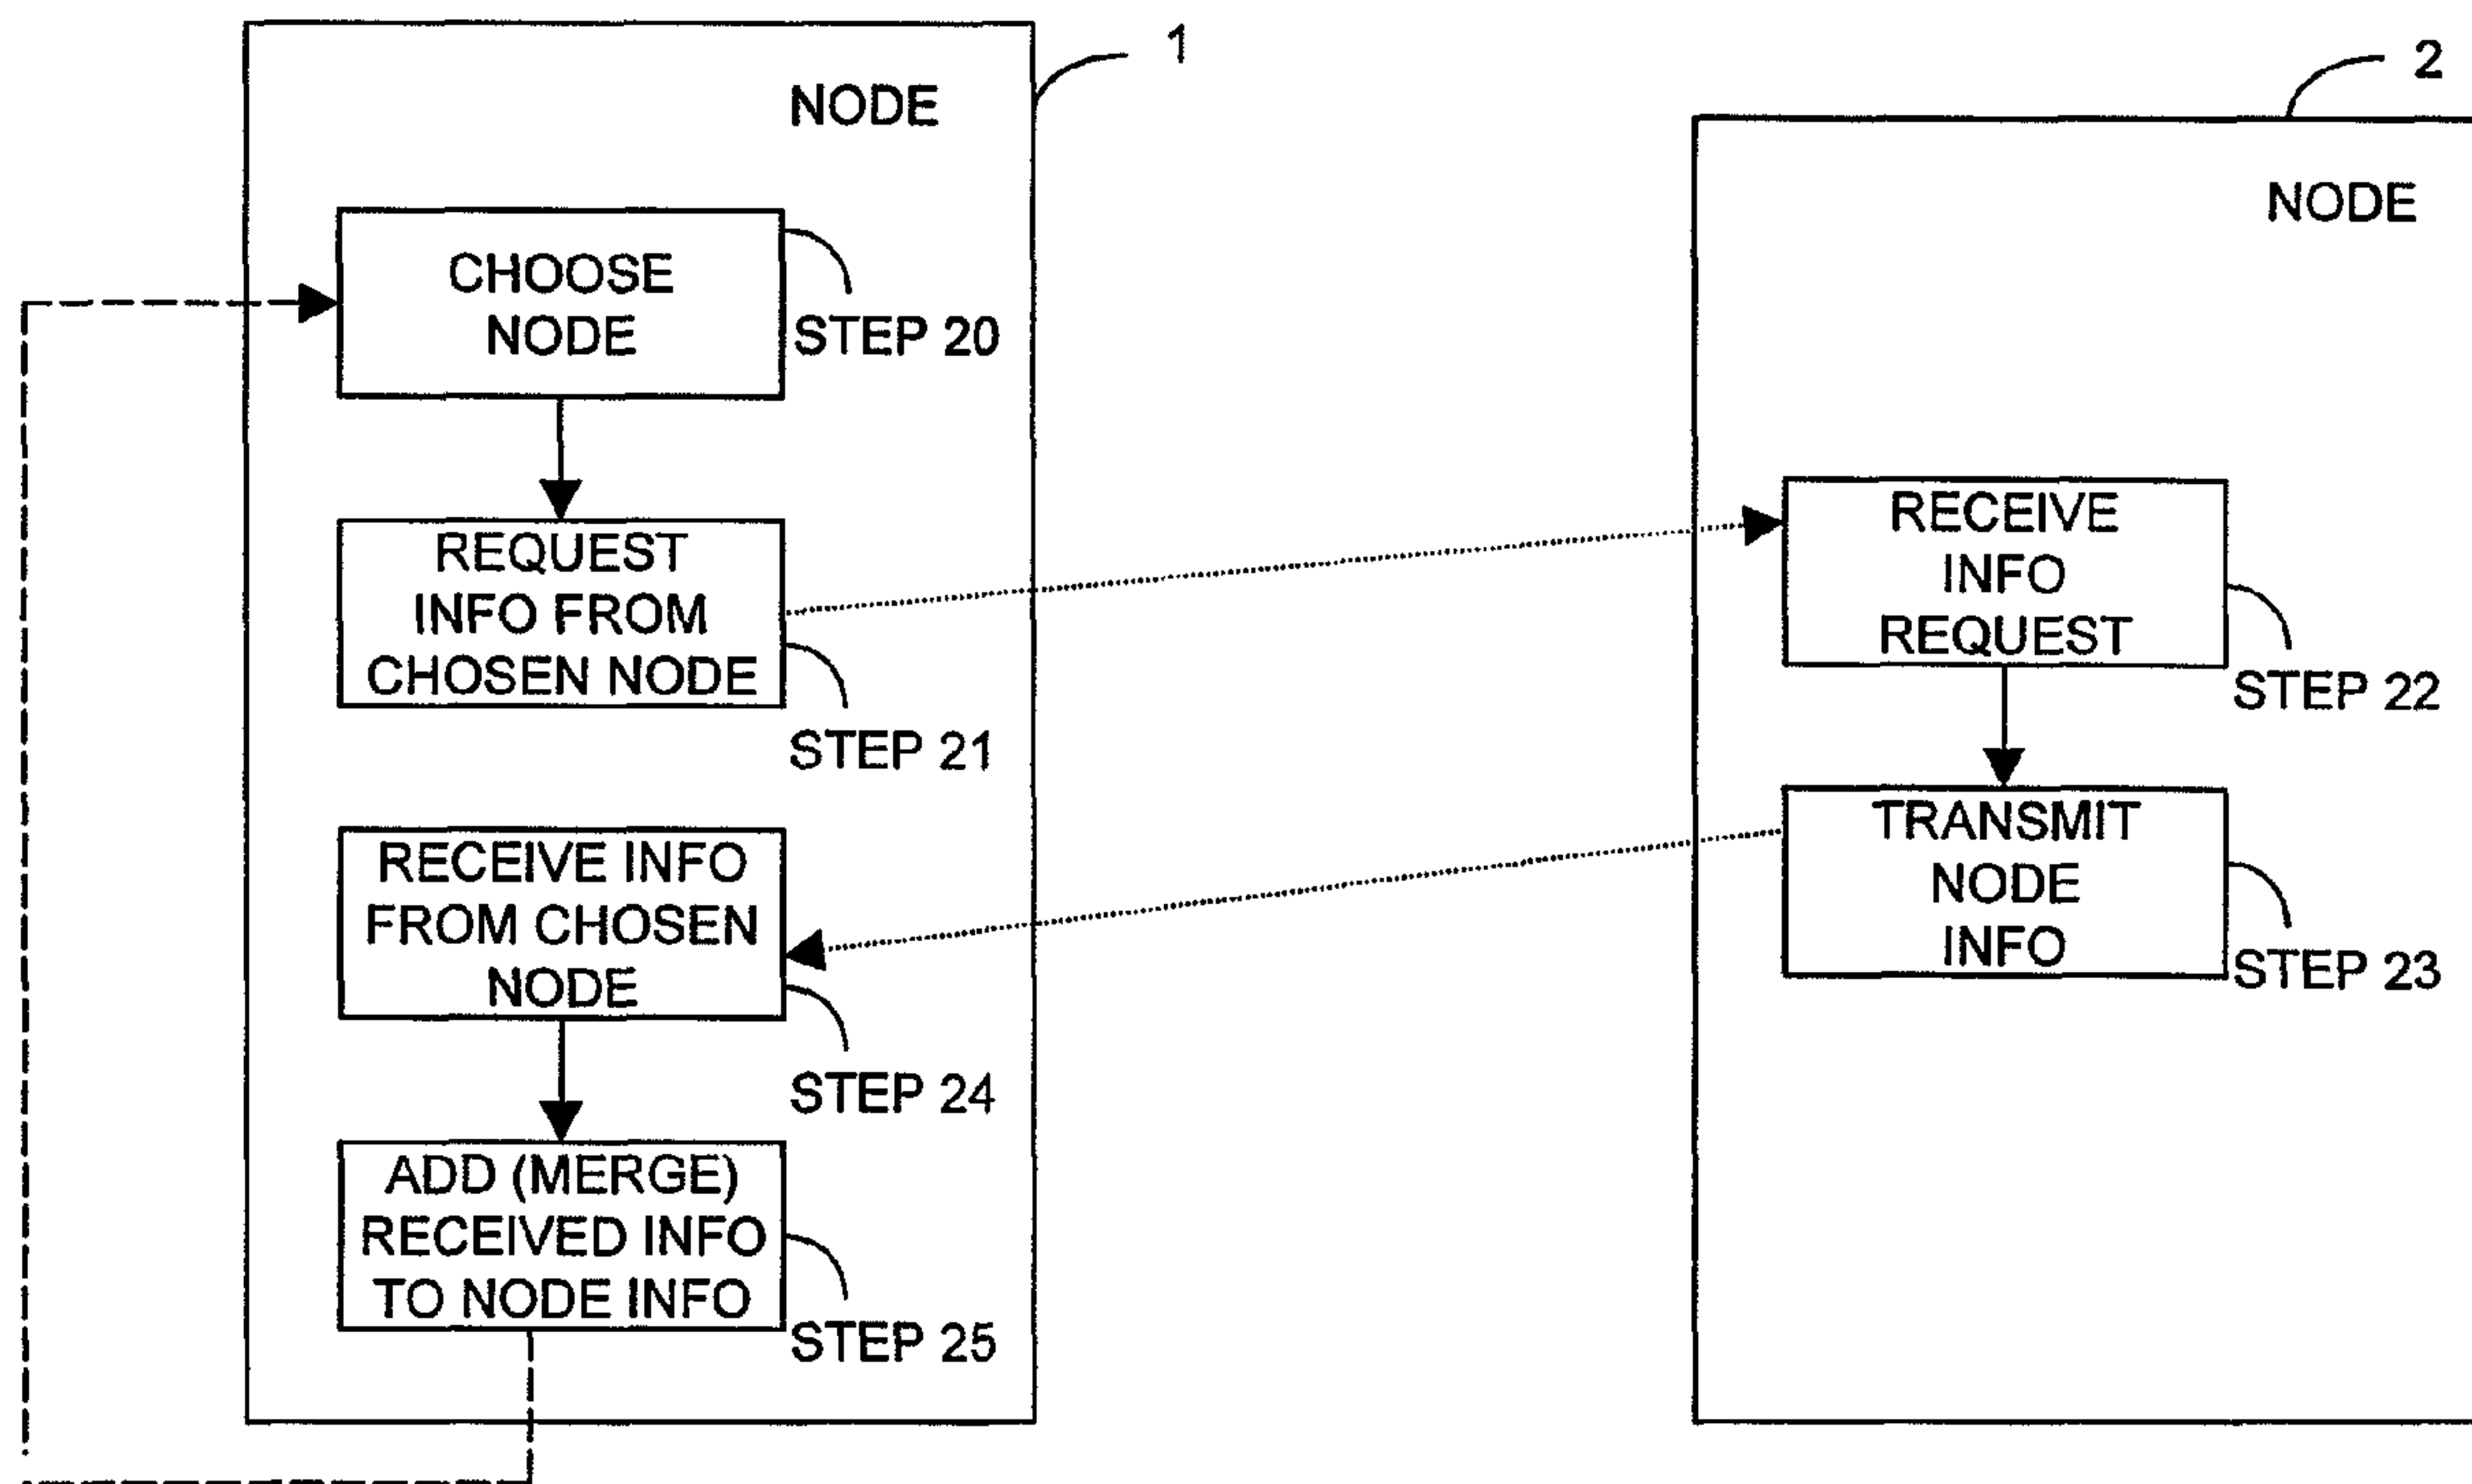 1
NODE
CHOOSE
NODE
STEP 20
REQUEST
INFO FROM
CHOSEN NODE
STEP 21
RECEIVE INFO
FROM CHOSEN
NODE
STEP 24
ADD (MERGE)
RECEIVED INFO
TO NODE INFO
STEP 25
2
NODE
RECEIVE
INFO
REQUEST
STEP 22
TRANSMIT
NODE
INFO
STEP 23